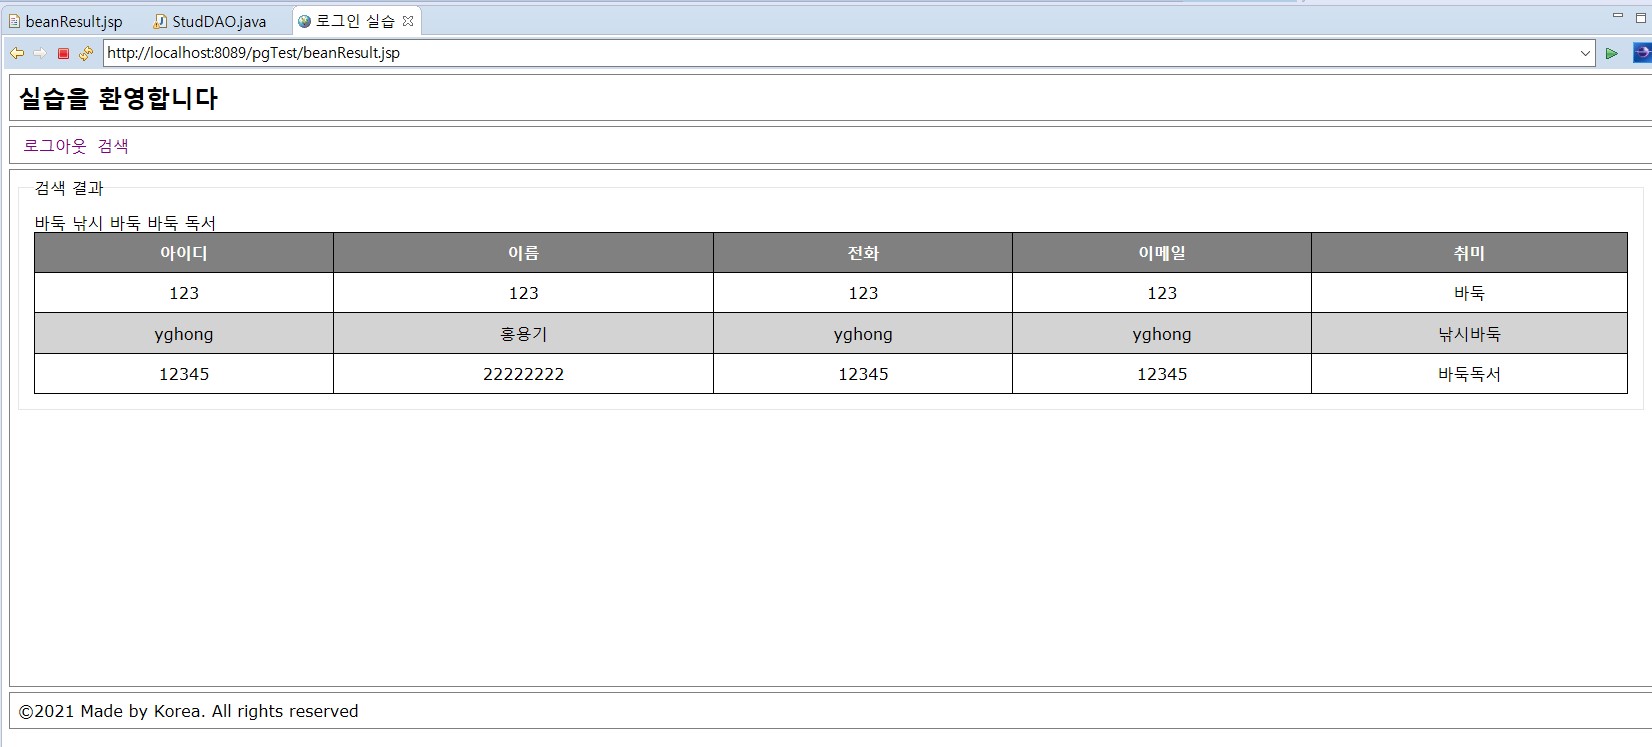 beanResult.jsp StudDAO.java 로그인 실습
http://localhost:8089/pgTest/beanResult.jsp
실습을 환영합니다
로그아웃 검색
검색 결과
바둑 낚시 바둑 바둑 독서
아이디 이름 전화 이메일 취미
123 123 123 123 바둑
yghong 홍용기 yghong yghong 낚시바둑
12345 22222222 12345 12345 바둑독서
©2021 Made by Korea. All rights reserved